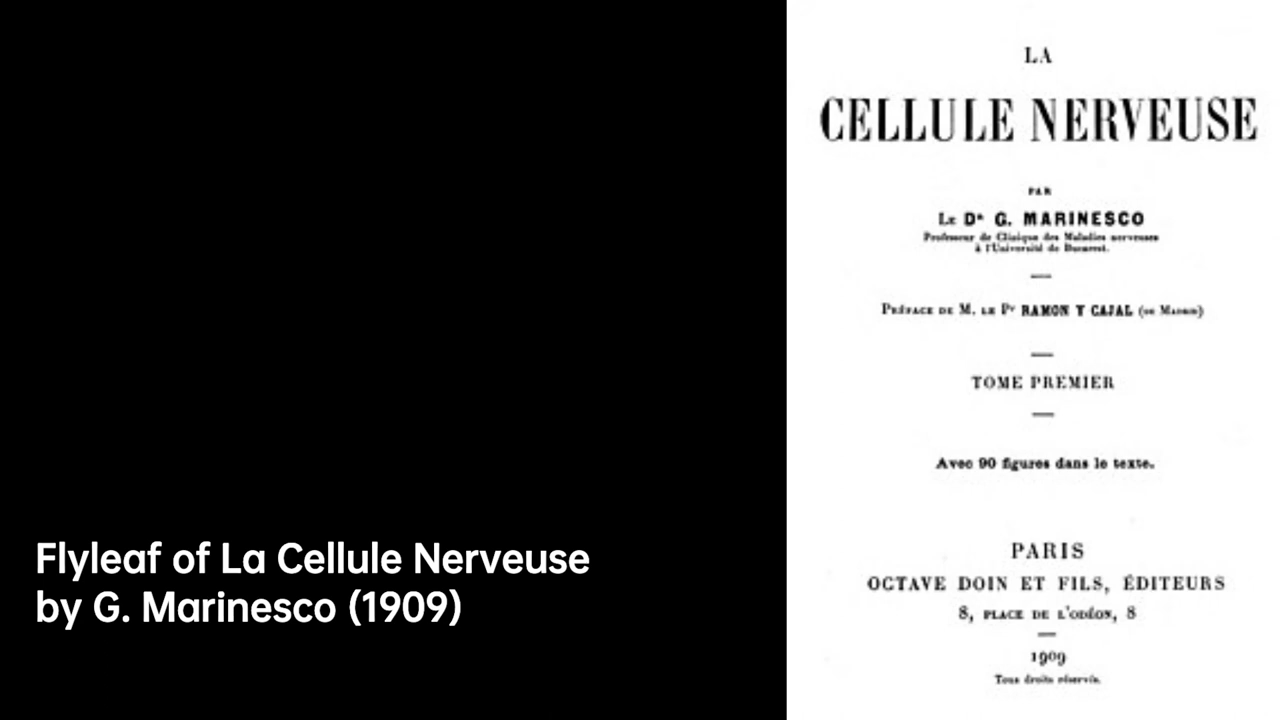 Flyleaf of La Cellule Nerveuse
by G. Marinesco (1909)
LA
CELLULE NERVEUSE
PAR
LE Dr G. MARINESCO
Professeur de Clinique des Maladies nerveuses
à l'Université de Bucarest.
PRÉFACE DE M. LE Pr RAMON Y CAJAL (DE MADRID)
TOME PREMIER
Avec 90 figures dans le texte.
PARIS
OCTAVE DOIN ET FILS, ÉDITEURS
8, PLACE DE L'ODÉON, 8
1909
Tous droits réservés.